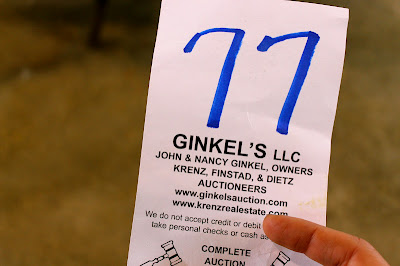 77
GINKEL'S LLC
JOHN & NANCY GINKEL, OWNERS
KRENZ, FINSTAD, & DIETZ
AUCTIONEERS
www.ginkelsauction.com
www.krenzrealestate.com
We do not accept credit or debit
take personal checks or cash
COMPLETE
AUCTION